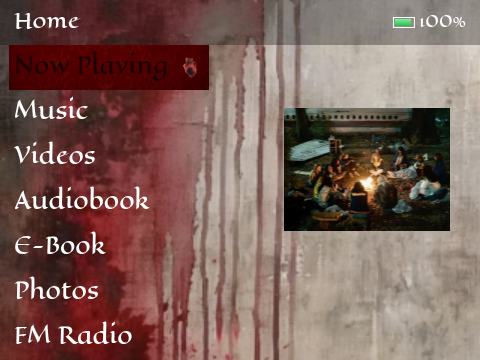 Home
100%
Now Playing
Music
Videos
Audiobook
E-Book
Photos
FM Radio